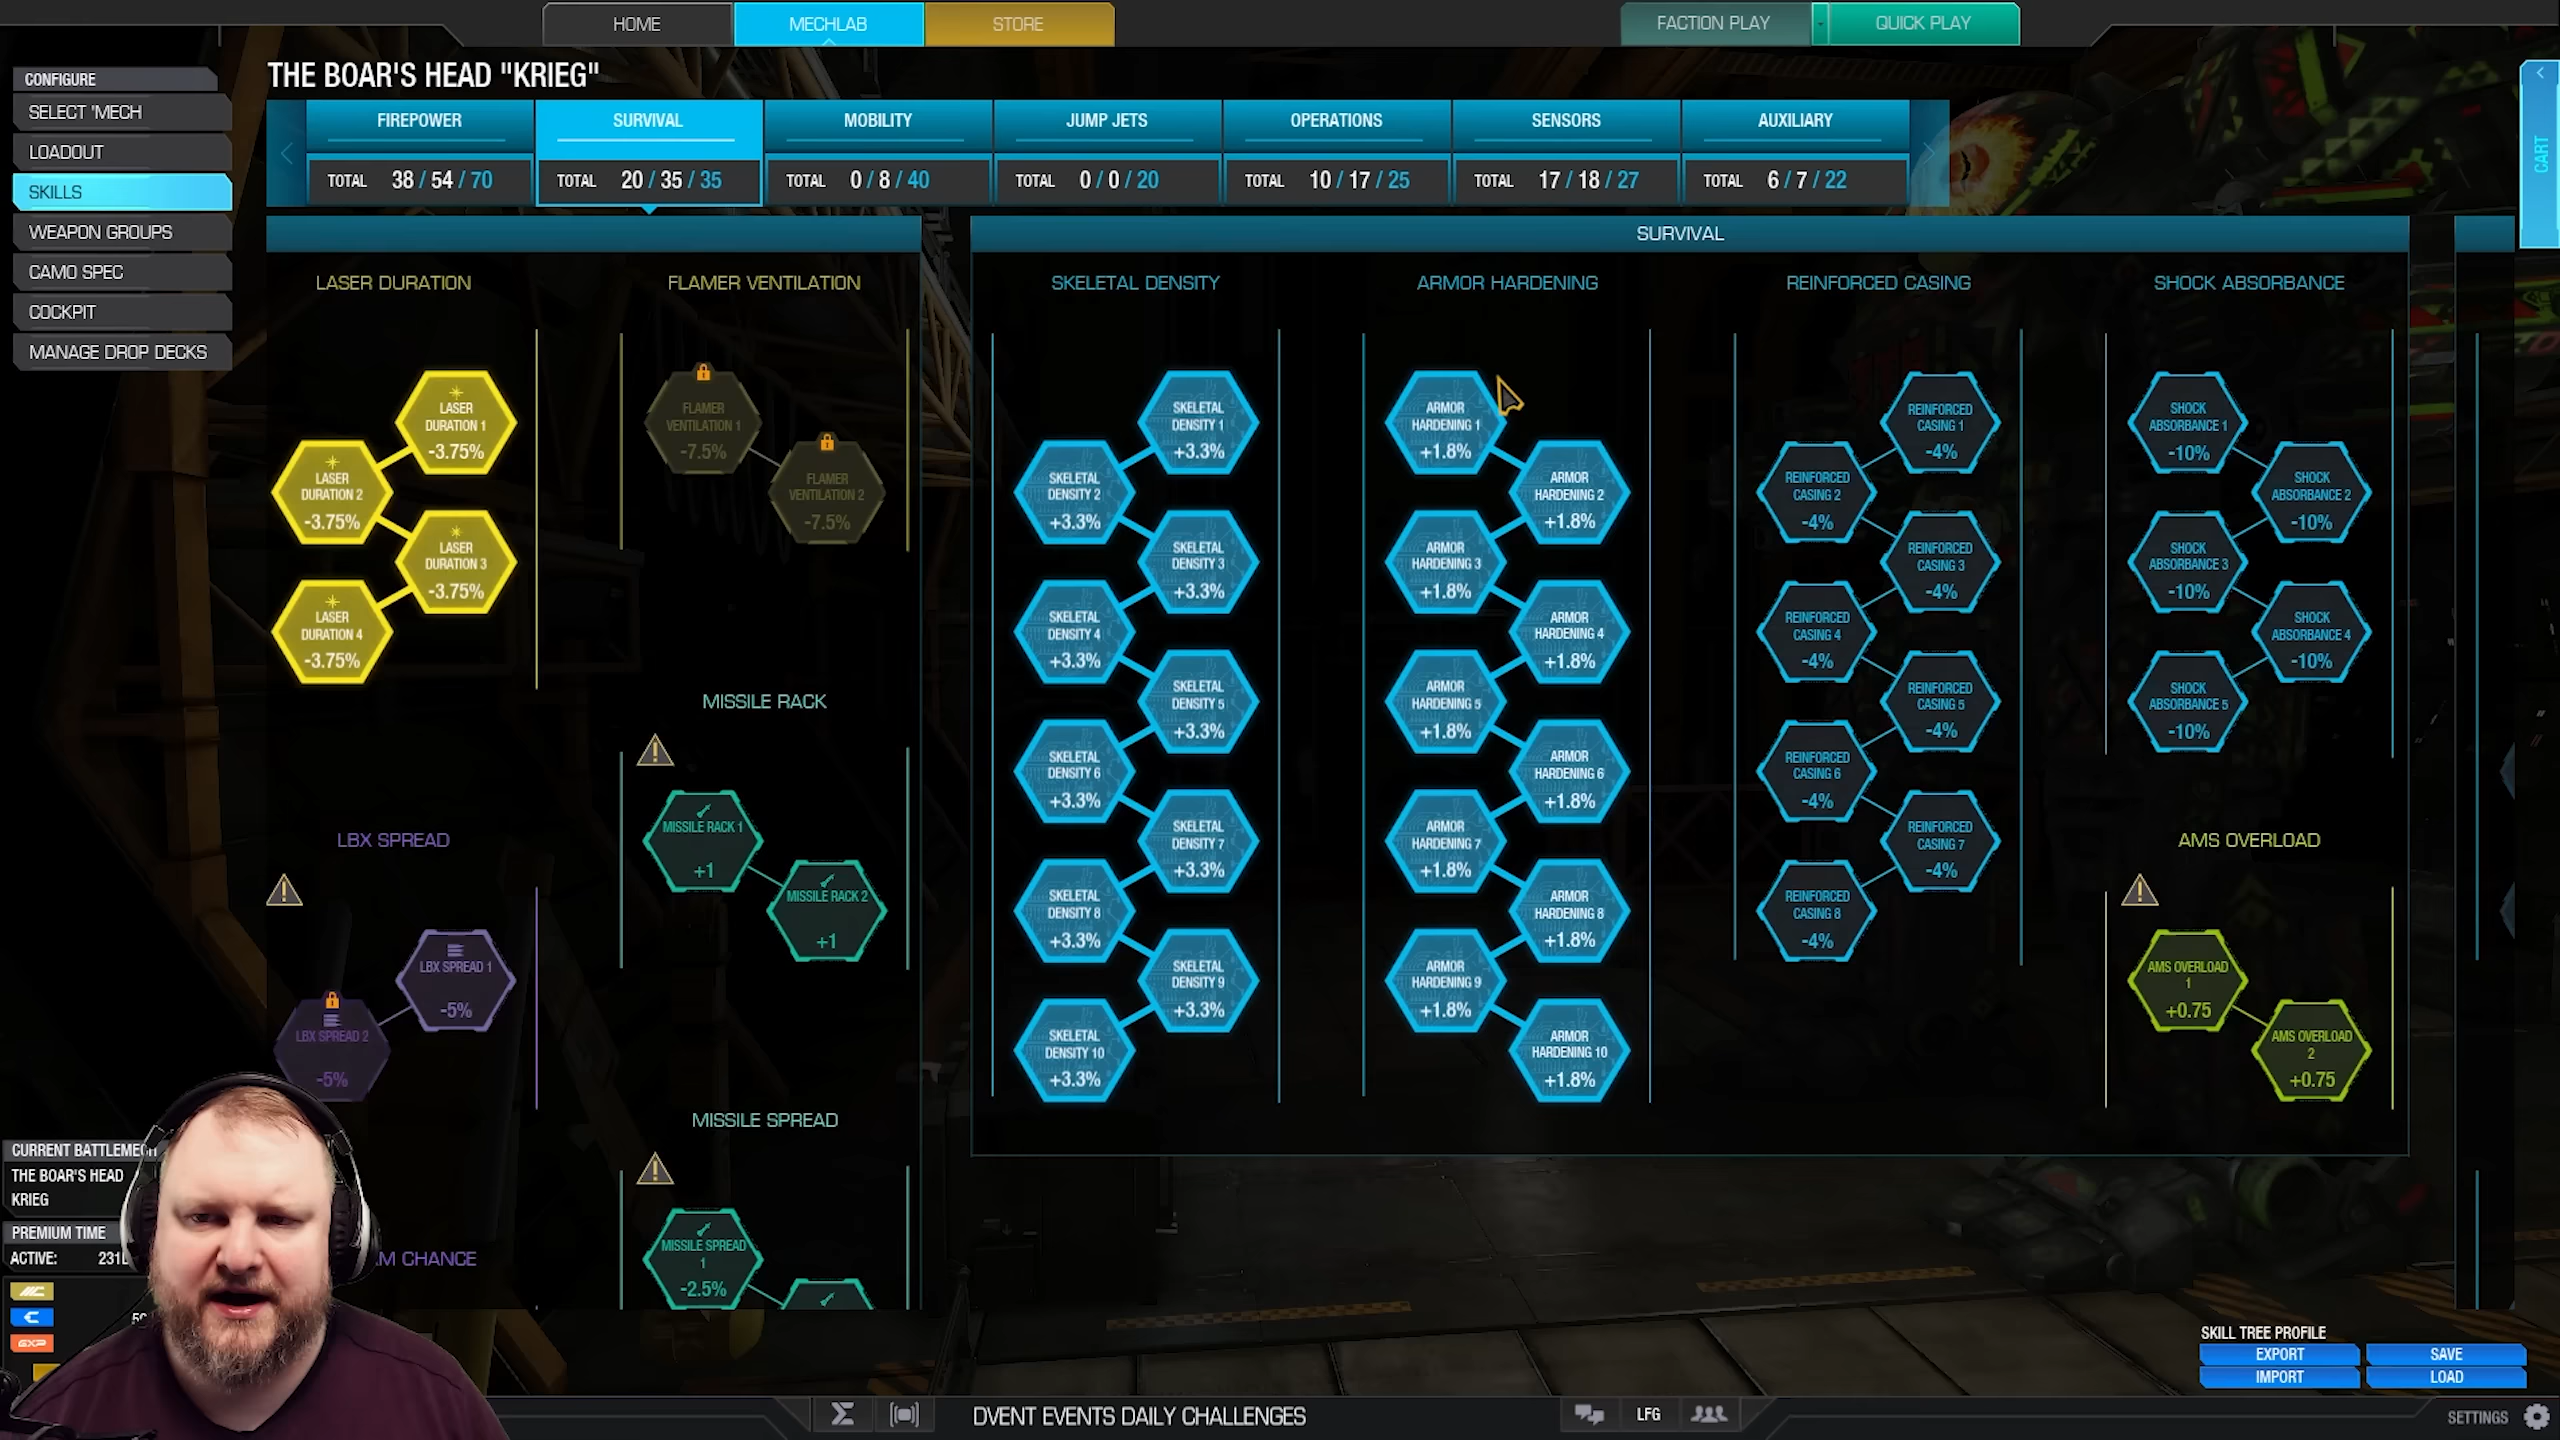 HOME
MECHLAB
STORE
FACTION PLAY
QUICK PLAY
CONFIGURE
SELECT 'MECH
LOADOUT
SKILLS
WEAPON GROUPS
CAMO SPEC
COCKPIT
MANAGE DROP DECKS
THE BOAR'S HEAD "KRIEG"
FIREPOWER
TOTAL 38 / 54 / 70
SURVIVAL
TOTAL 20 / 35 / 35
MOBILITY
TOTAL 0 / 8 / 40
JUMP JETS
TOTAL 0 / 0 / 20
OPERATIONS
TOTAL 10 / 17 / 25
SENSORS
TOTAL 17 / 18 / 27
AUXILIARY
TOTAL 6 / 7 / 22
CART
LASER DURATION
LASER
DURATION 1
-3.75%
LASER
DURATION 2
-3.75%
LASER
DURATION 3
-3.75%
LASER
DURATION 4
-3.75%
LBX SPREAD
LBX SPREAD 1
-5%
LBX SPREAD 2
-5%
M CHANCE
FLAMER VENTILATION
FLAMER
VENTILATION 1
-7.5%
FLAMER
VENTILATION 2
-7.5%
MISSILE RACK
MISSILE RACK 1
+1
MISSILE RACK 2
+1
MISSILE SPREAD
MISSILE SPREAD
1
-2.5%
SURVIVAL
SKELETAL DENSITY
SKELETAL
DENSITY 1
+3.3%
SKELETAL
DENSITY 2
+3.3%
SKELETAL
DENSITY 3
+3.3%
SKELETAL
DENSITY 4
+3.3%
SKELETAL
DENSITY 5
+3.3%
SKELETAL
DENSITY 6
+3.3%
SKELETAL
DENSITY 7
+3.3%
SKELETAL
DENSITY 8
+3.3%
SKELETAL
DENSITY 9
+3.3%
SKELETAL
DENSITY 10
+3.3%
ARMOR HARDENING
ARMOR
HARDENING 1
+1.8%
ARMOR
HARDENING 2
+1.8%
ARMOR
HARDENING 3
+1.8%
ARMOR
HARDENING 4
+1.8%
ARMOR
HARDENING 5
+1.8%
ARMOR
HARDENING 6
+1.8%
ARMOR
HARDENING 7
+1.8%
ARMOR
HARDENING 8
+1.8%
ARMOR
HARDENING 9
+1.8%
ARMOR
HARDENING 10
+1.8%
REINFORCED CASING
REINFORCED
CASING 1
-4%
REINFORCED
CASING 2
-4%
REINFORCED
CASING 3
-4%
REINFORCED
CASING 4
-4%
REINFORCED
CASING 5
-4%
REINFORCED
CASING 6
-4%
REINFORCED
CASING 7
-4%
REINFORCED
CASING 8
-4%
SHOCK ABSORBANCE
SHOCK
ABSORBANCE 1
-10%
SHOCK
ABSORBANCE 2
-10%
SHOCK
ABSORBANCE 3
-10%
SHOCK
ABSORBANCE 4
-10%
SHOCK
ABSORBANCE 5
-10%
AMS OVERLOAD
AMS OVERLOAD
1
+0.75
AMS OVERLOAD
2
+0.75
CURRENT BATTLEMECH
THE BOAR'S HEAD
KRIEG
PREMIUM TIME
ACTIVE: 231
MC
C
GXP
SKILL TREE PROFILE
EXPORT
SAVE
IMPORT
LOAD
DVENT EVENTS DAILY CHALLENGES
LFG
SETTINGS